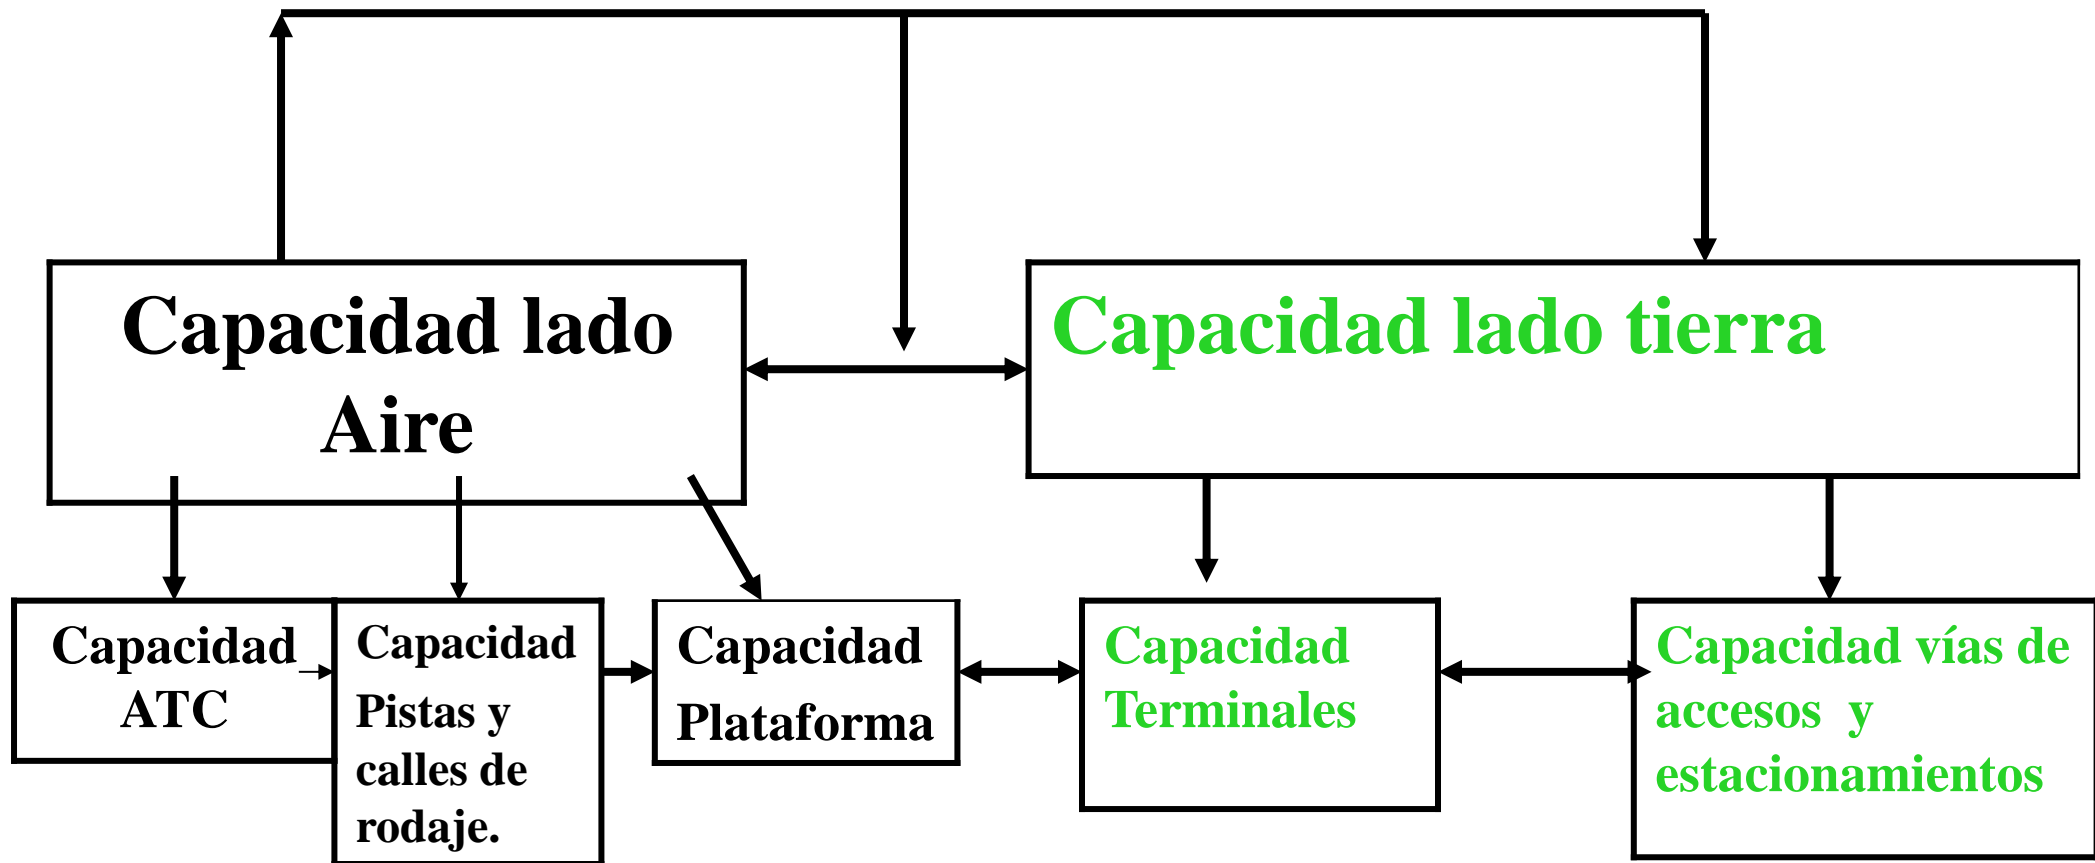 Capacidad lado
Aire
Capacidad lado tierra
Capacidad
ATC
Capacidad
Pistas y
calles de
rodaje.
Capacidad
Plataforma
Capacidad
Terminales
Capacidad vías de
accesos y
estacionamientos